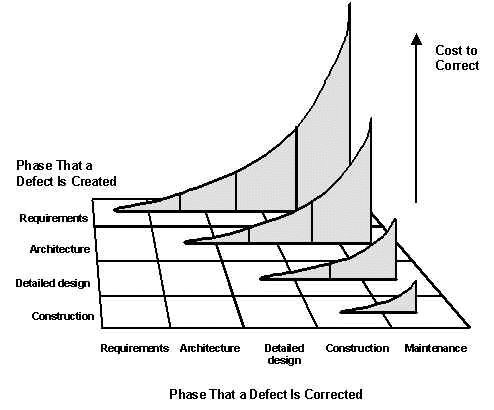 Cost to
Correct
Phase That a
Defect Is Created
Requirements
Architecture
Detailed design
Construction
Requirements Architecture Detailed design Construction Maintenance
Phase That a Defect Is Corrected